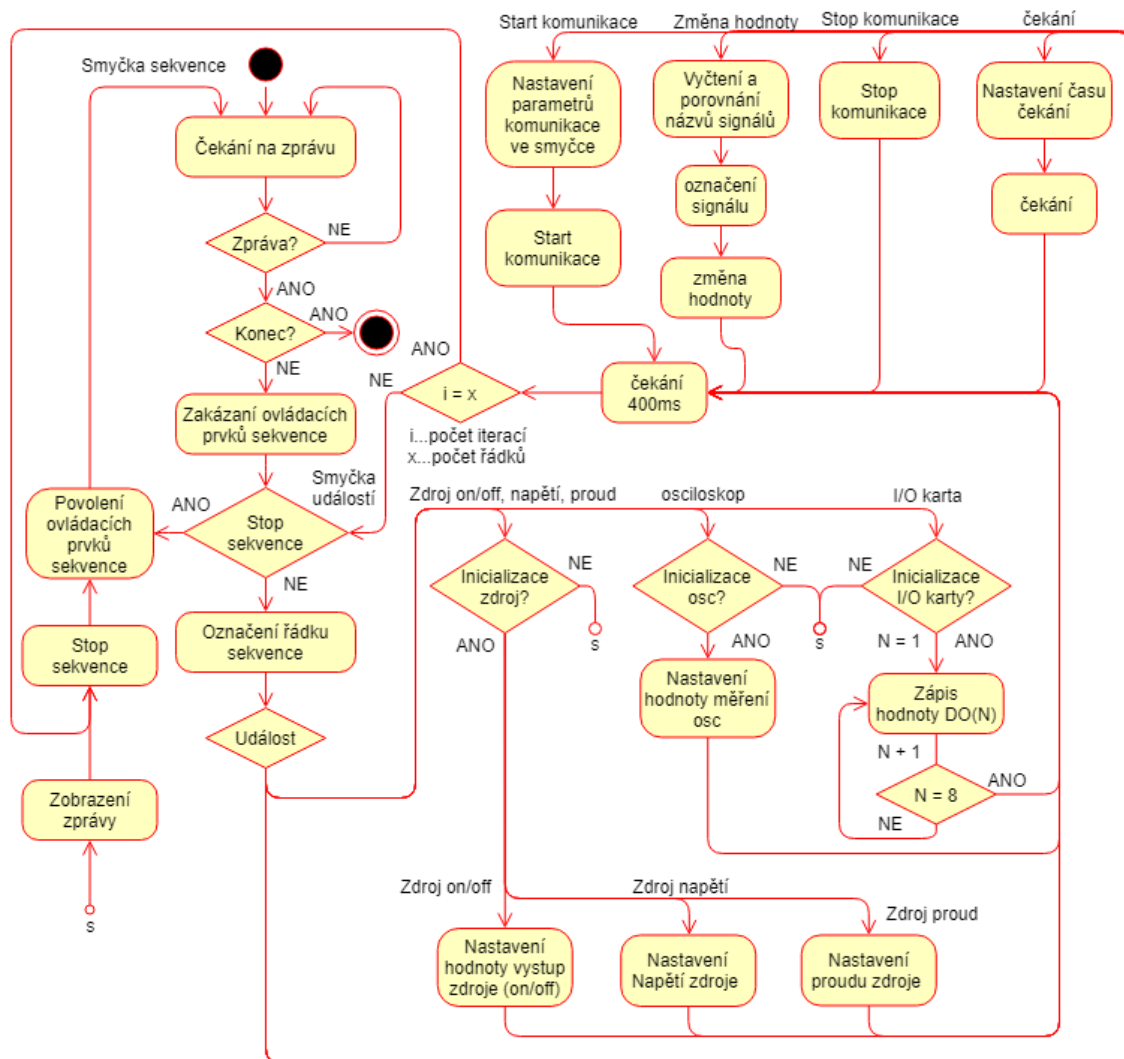 Start komunikace
Změna hodnoty
Stop komunikace
čekání
Smyčka sekvence
Nastavení
parametrů
komunikace
ve smyčce
Vyčtení a
porovnání
názvů signálů
Stop
komunikace
Nastavení času
čekání
Čekání na zprávu
označení
signálu
čekání
Zpráva?
NE
Start
komunikace
změna
hodnoty
ANO
Konec?
ANO
NE
ANO
NE
i = x
čekání
400ms
Zakázaní ovládacích
prvků sekvence
i...počet iterací
x...počet řádků
Smyčka
událostí
Povolení
ovládacích
prvků
sekvence
ANO
Stop
sekvence
NE
Zdroj on/off, napětí, proud
osciloskop
I/O karta
Inicializace
zdroj?
NE
s
ANO
Inicializace
osc?
NE
s
ANO
NE
Inicializace
I/O karty?
N = 1
ANO
Stop
sekvence
Označení řádku
sekvence
Nastavení
hodnoty měření
osc
Zápis
hodnoty DO(N)
Událost
N + 1
N = 8
ANO
NE
Zobrazení
zprávy
s
Zdroj on/off
Zdroj napětí
Zdroj proud
Nastavení
hodnoty vystup
zdroje (on/off)
Nastavení
Napětí zdroje
Nastavení
proudu zdroje